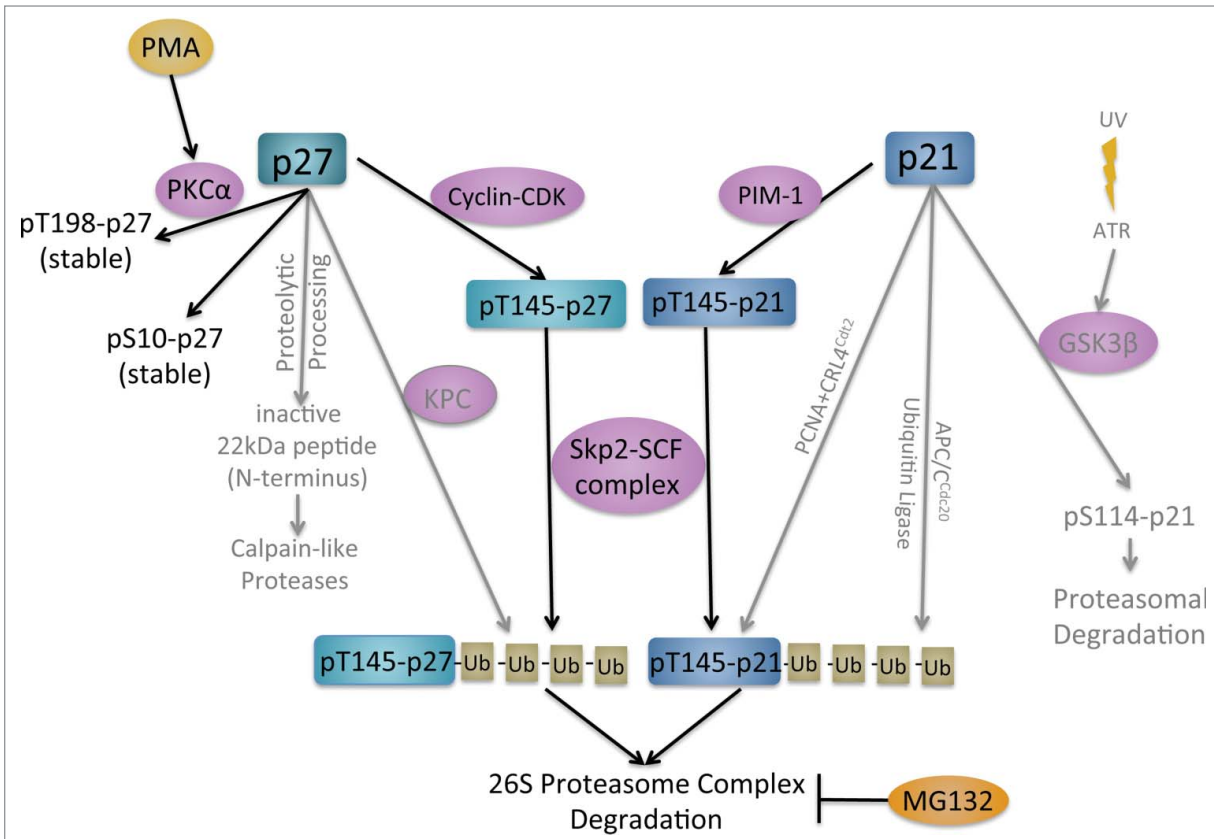 PMA
p27
p21
UV
PKCα
Cyclin-CDK
PIM-1
pT198-p27
(stable)
ATR
Proteolytic
Processing
pT145-p27
pT145-p21
pS10-p27
(stable)
GSK3β
KPC
PCNA+CRL4Cdt2
APC/CCdc20
Ubiquitin Ligase
inactive
22kDa peptide
(N-terminus)
Skp2-SCF
complex
pS114-p21
Calpain-like
Proteases
Proteasomal
Degradation
pT145-p27-Ub-Ub-Ub-Ub
pT145-p21-Ub-Ub-Ub-Ub
26S Proteasome Complex
Degradation
MG132